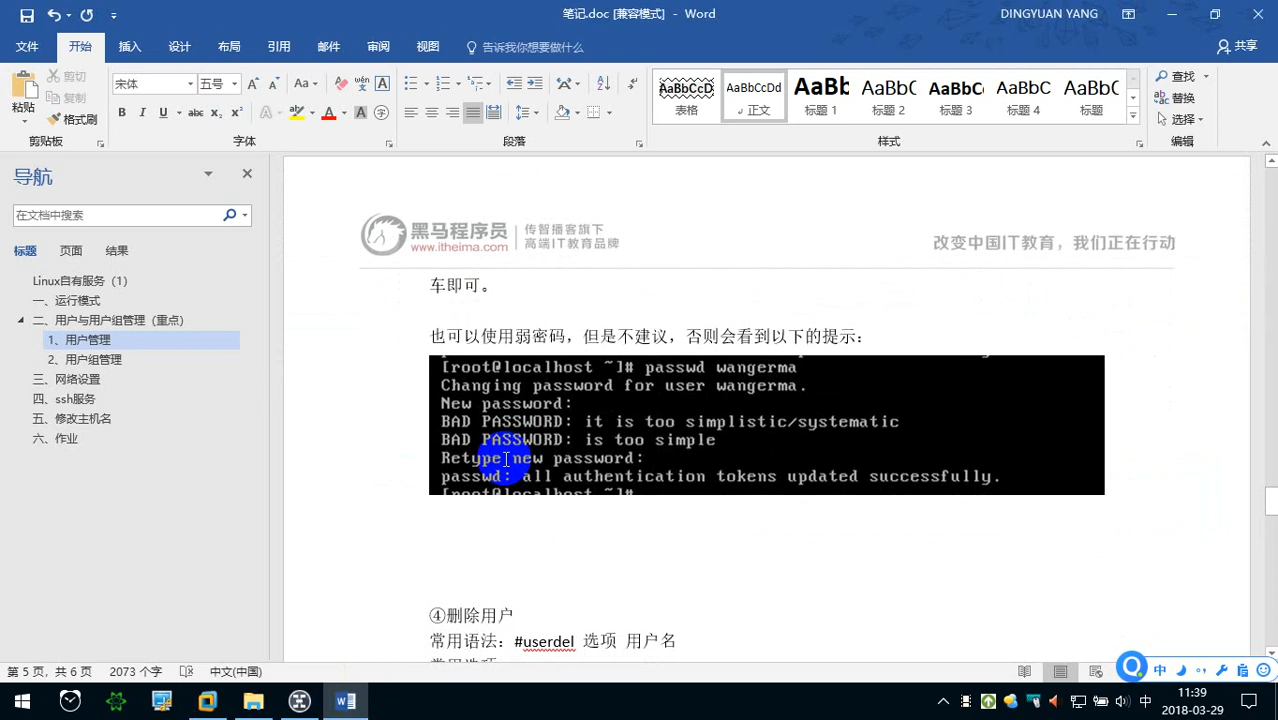 笔记.doc [兼容模式] - Word
DINGYUAN YANG
文件 开始 插入 设计 布局 引用 邮件 审阅 视图 告诉我你想要做什么 共享
粘贴
剪切
复制
格式刷
宋体 五号
AaBbCcD AaBbCcDd AaBb AaBbC AaBbC AaBbC AaBbC
表格 正文 标题 1 标题 2 标题 3 标题 4 标题
查找
替换
选择
剪贴板 字体 段落 样式 编辑
导航
在文档中搜索
标题 页面 结果
Linux自有服务（1）
一、运行模式
二、用户与用户组管理（重点）
1、用户管理
2、用户组管理
三、网络设置
四、ssh服务
五、修改主机名
六、作业
黑马程序员
www.itheima.com
传智播客旗下
高端IT教育品牌
改变中国IT教育，我们正在行动
车即可。
也可以使用弱密码，但是不建议，否则会看到以下的提示：
[root@localhost ~]# passwd wangerma
Changing password for user wangerma.
New password:
BAD PASSWORD: it is too simplistic/systematic
BAD PASSWORD: is too simple
Retype new password:
passwd: all authentication tokens updated successfully.
[root@localhost ~]#
④删除用户
常用语法：#userdel 选项 用户名
常用选项
第 5 页，共 6 页 2073 个字 中文(中国)
中
中
11:39
2018-03-29